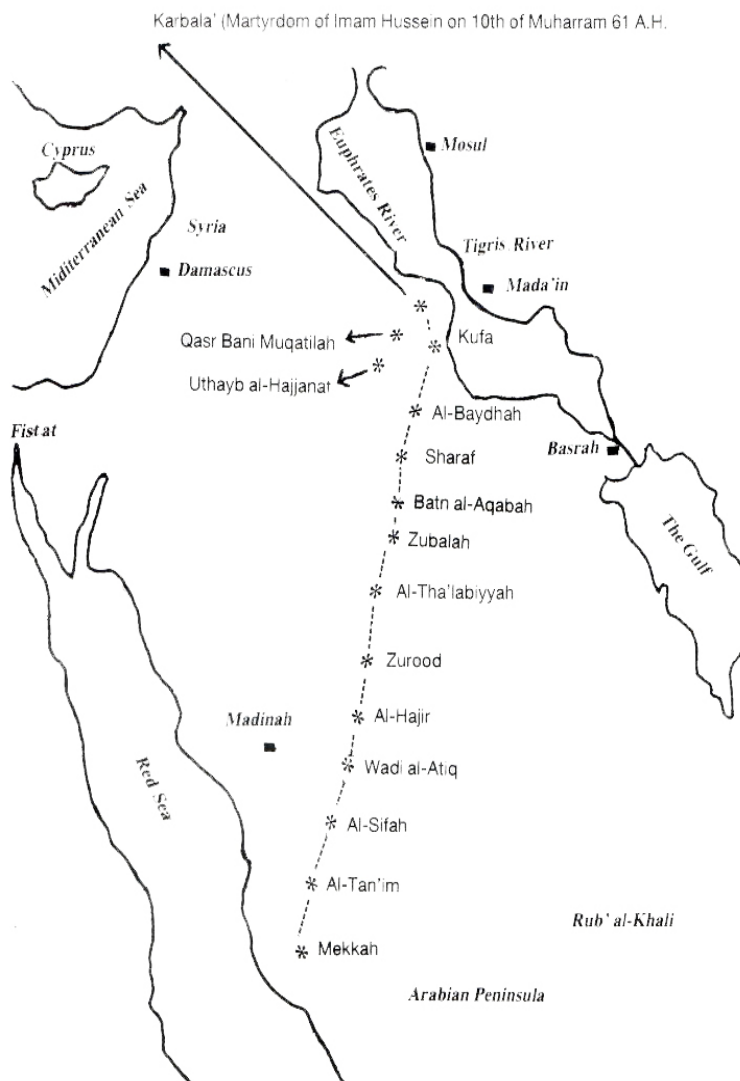 Karbala' (Martyrdom of Imam Hussein on 10th of Muharram 61 A.H.
Euphrates River
Mosul
Cyprus
Miditerranean Sea
Syria
Tigris River
Damascus
Mada'in
Qasr Bani Muqatilah
Kufa
Uthayb al-Hajjanat
Al-Baydhah
Fistat
Basrah
Sharaf
Batn al-Aqabah
The Gulf
Zubalah
Al-Tha'labiyyah
Zurood
Madinah
Al-Hajir
Wadi al-Atiq
Red Sea
Al-Sifah
Al-Tan'im
Rub' al-Khali
Mekkah
Arabian Peninsula